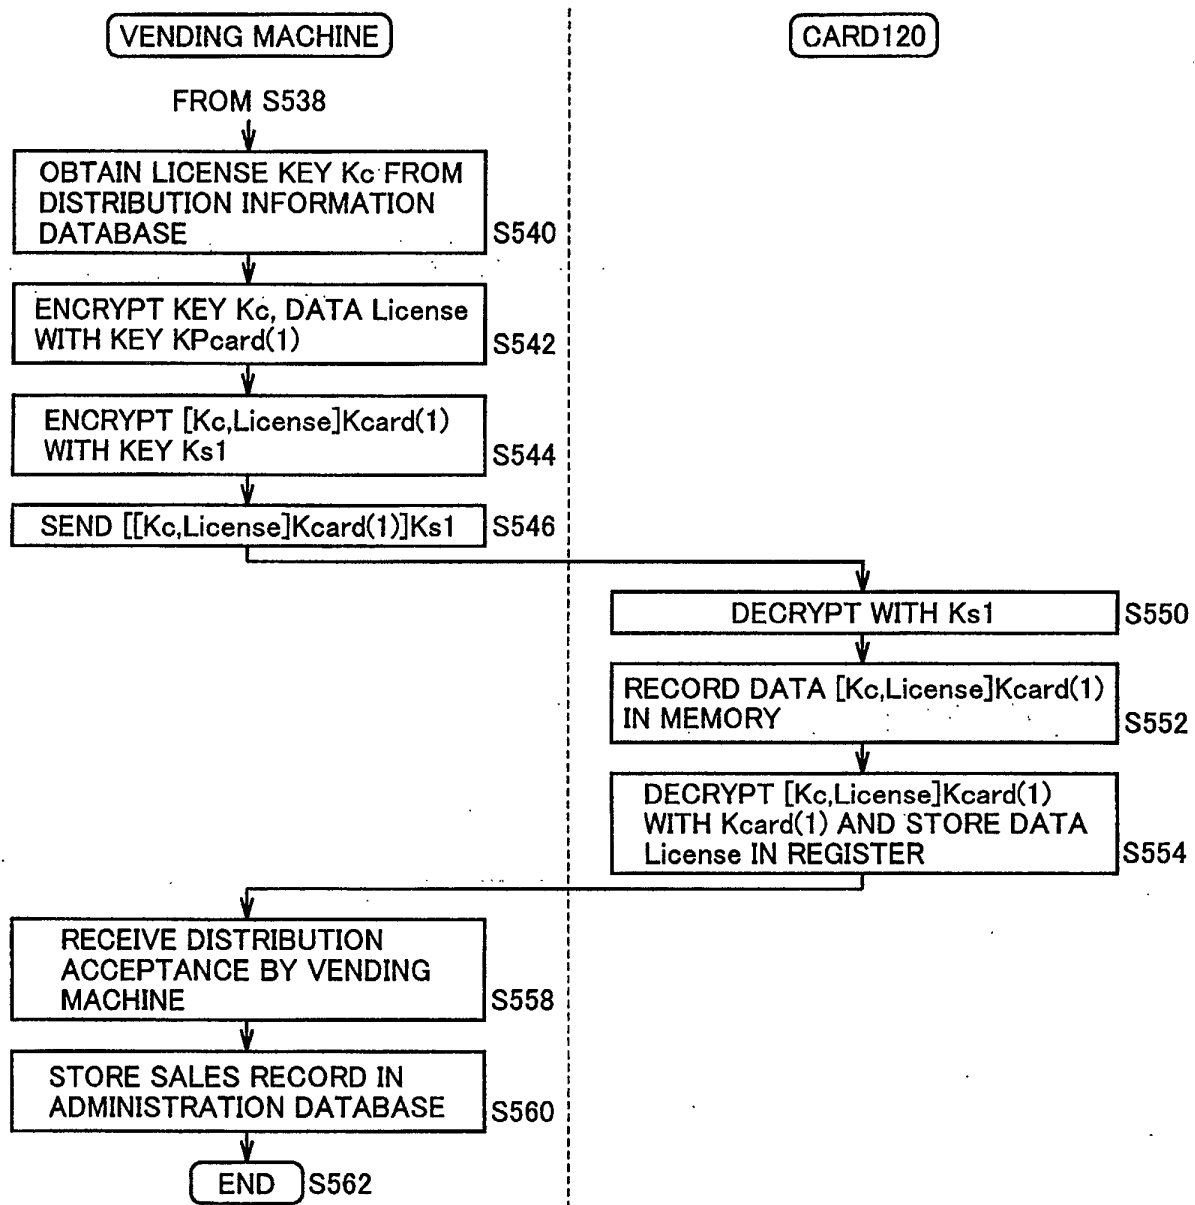 VENDING MACHINE
CARD120
FROM S538
OBTAIN LICENSE KEY Kc FROM
DISTRIBUTION INFORMATION
DATABASE
S540
ENCRYPT KEY Kc, DATA License
WITH KEY KPcard(1)
S542
ENCRYPT [Kc,License]Kcard(1)
WITH KEY Ks1
S544
SEND [[Kc,License]Kcard(1)]Ks1
S546
DECRYPT WITH Ks1
S550
RECORD DATA [Kc,License]Kcard(1)
IN MEMORY
S552
DECRYPT [Kc,License]Kcard(1)
WITH Kcard(1) AND STORE DATA
License IN REGISTER
S554
RECEIVE DISTRIBUTION
ACCEPTANCE BY VENDING
MACHINE
S558
STORE SALES RECORD IN
ADMINISTRATION DATABASE
S560
END
S562